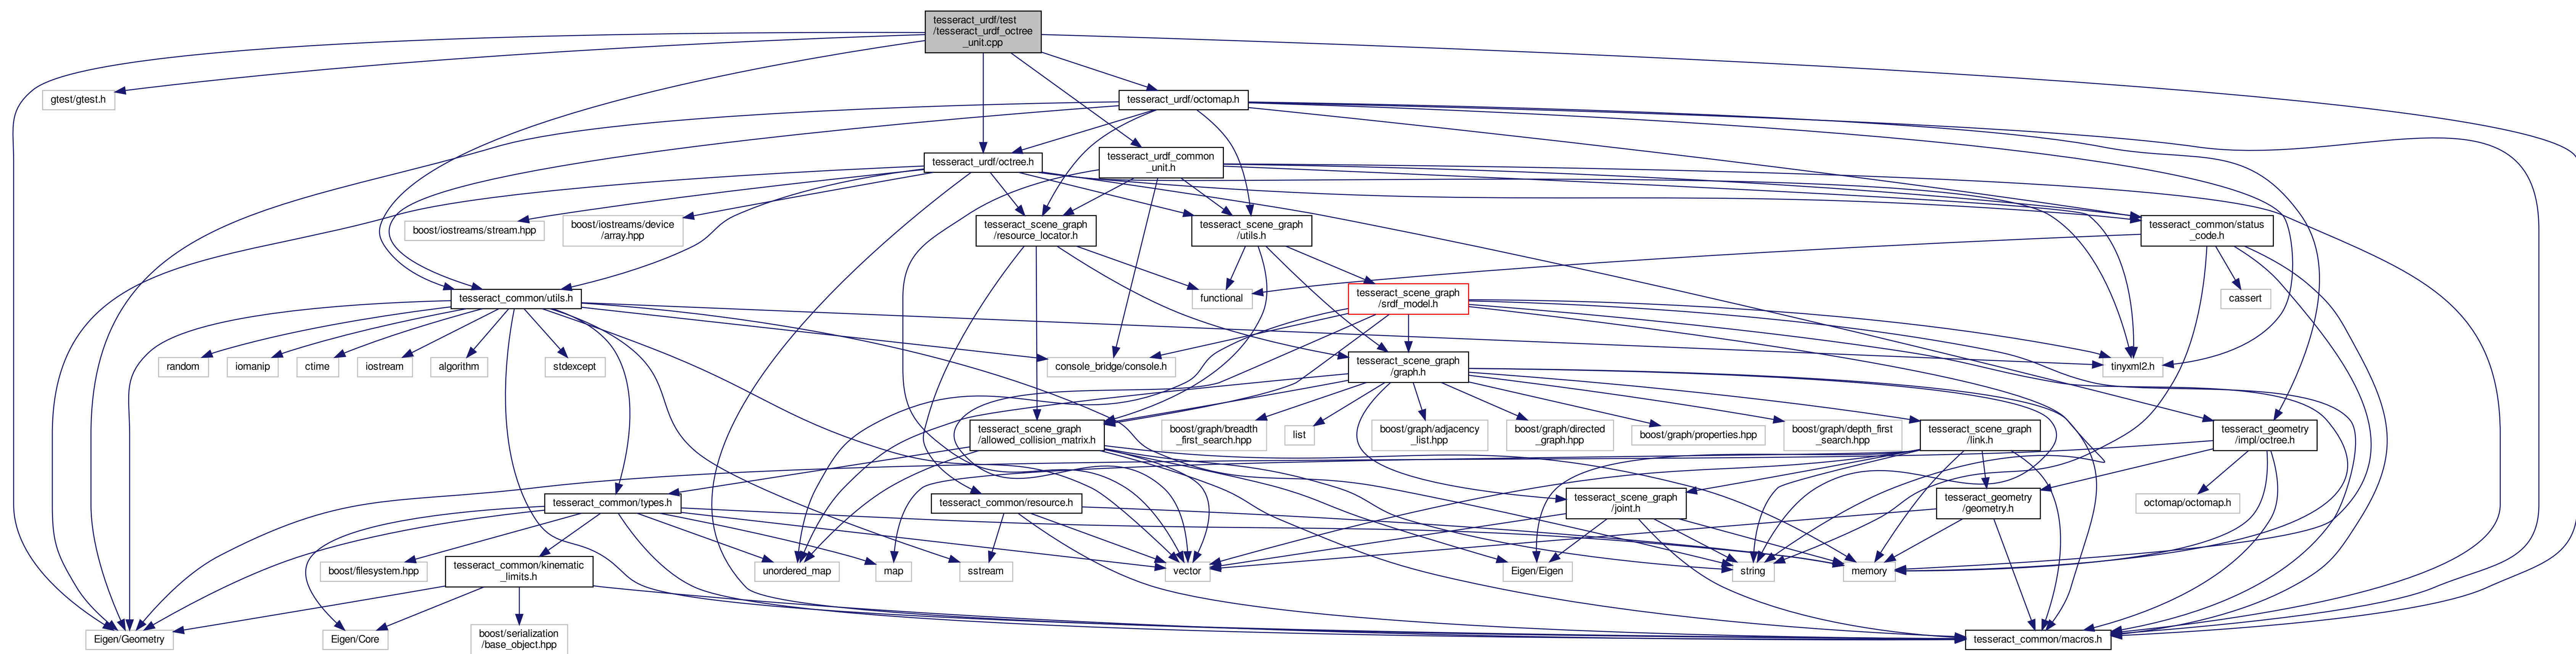 tesseract_urdf/test
/tesseract_urdf_octree
_unit.cpp
gtest/gtest.h
tesseract_urdf/octomap.h
tesseract_urdf/octree.h
tesseract_urdf_common
_unit.h
boost/iostreams/stream.hpp
boost/iostreams/device
/array.hpp
tesseract_scene_graph
/resource_locator.h
tesseract_scene_graph
/utils.h
tesseract_common/status
_code.h
tesseract_common/utils.h
functional
tesseract_scene_graph
/srdf_model.h
cassert
random
iomanip
ctime
iostream
algorithm
stdexcept
console_bridge/console.h
tesseract_scene_graph
/graph.h
tinyxml2.h
tesseract_scene_graph
/allowed_collision_matrix.h
boost/graph/breadth
_first_search.hpp
list
boost/graph/adjacency
_list.hpp
boost/graph/directed
_graph.hpp
boost/graph/properties.hpp
boost/graph/depth_first
_search.hpp
tesseract_scene_graph
/link.h
tesseract_geometry
/impl/octree.h
tesseract_common/types.h
tesseract_common/resource.h
tesseract_scene_graph
/joint.h
tesseract_geometry
/geometry.h
octomap/octomap.h
boost/filesystem.hpp
tesseract_common/kinematic
_limits.h
unordered_map
map
sstream
vector
Eigen/Eigen
string
memory
Eigen/Geometry
Eigen/Core
boost/serialization
/base_object.hpp
tesseract_common/macros.h